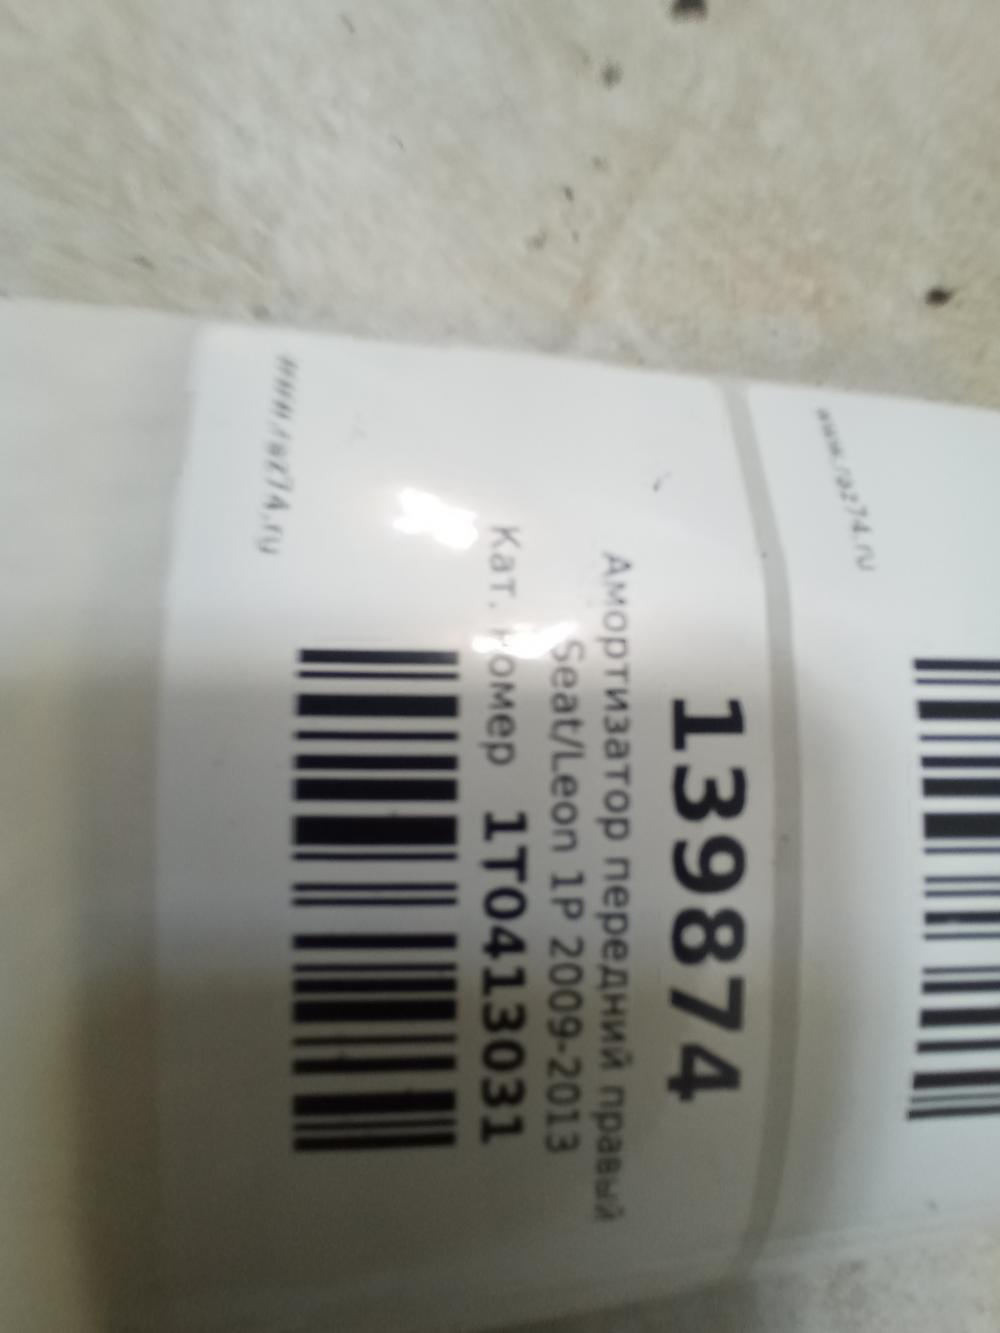 www.raz74.ru
139874
Амортизатор передний правый
Seat/Leon 1P 2009-2013
Кат. Номер 1T0413031
www.raz74.ru